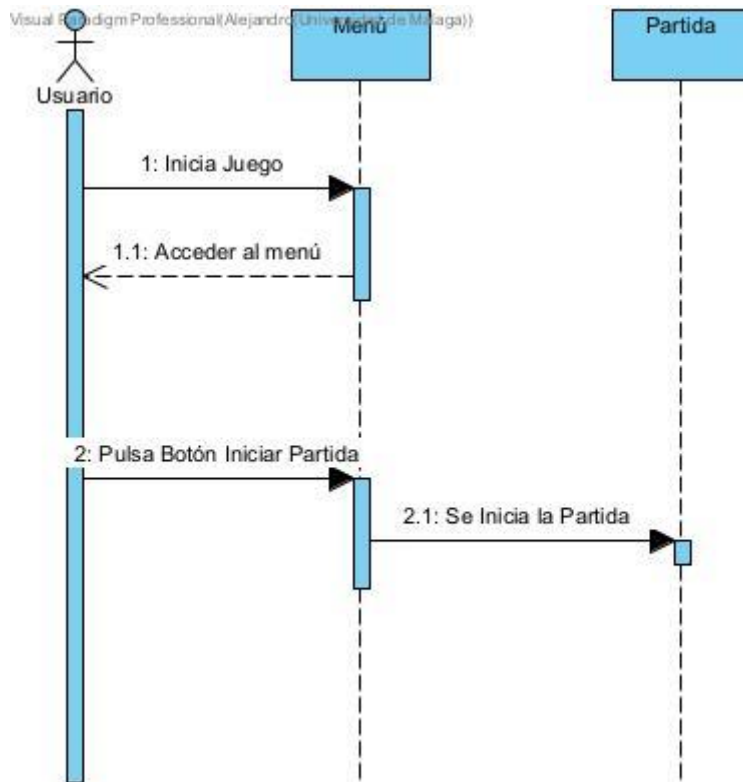 Visual Paradigm Professional(Alejandro(Universidad de Malaga))
Usuario
Menú
Partida
1: Inicia Juego
1.1: Acceder al menú
2: Pulsa Botón Iniciar Partida
2.1: Se Inicia la Partida